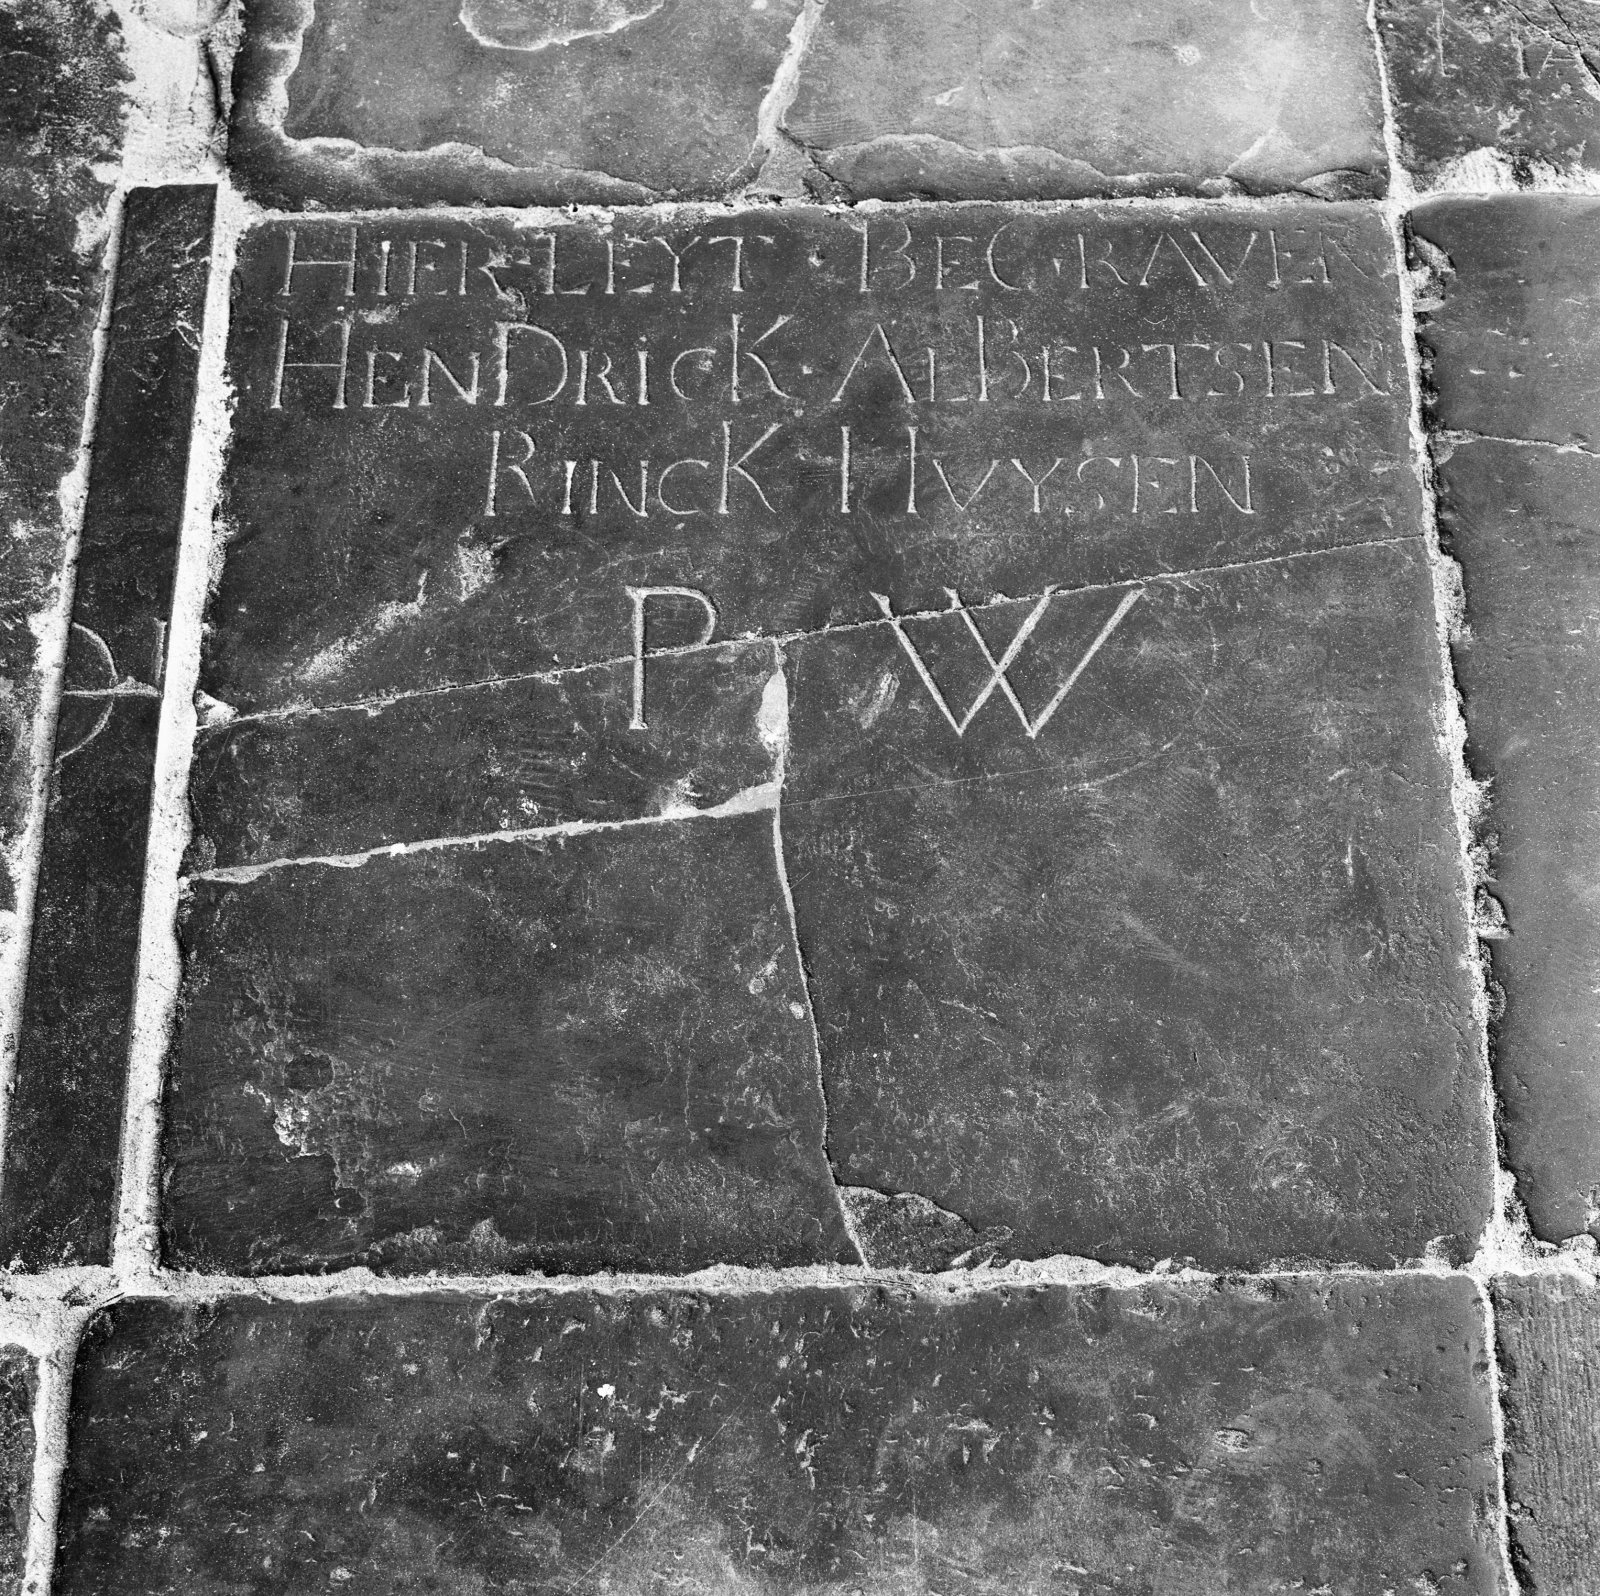 HIER·LEYT·BEGRAVEN
HENDRICK·ALBERTSEN
RINCKHUYSEN
P W